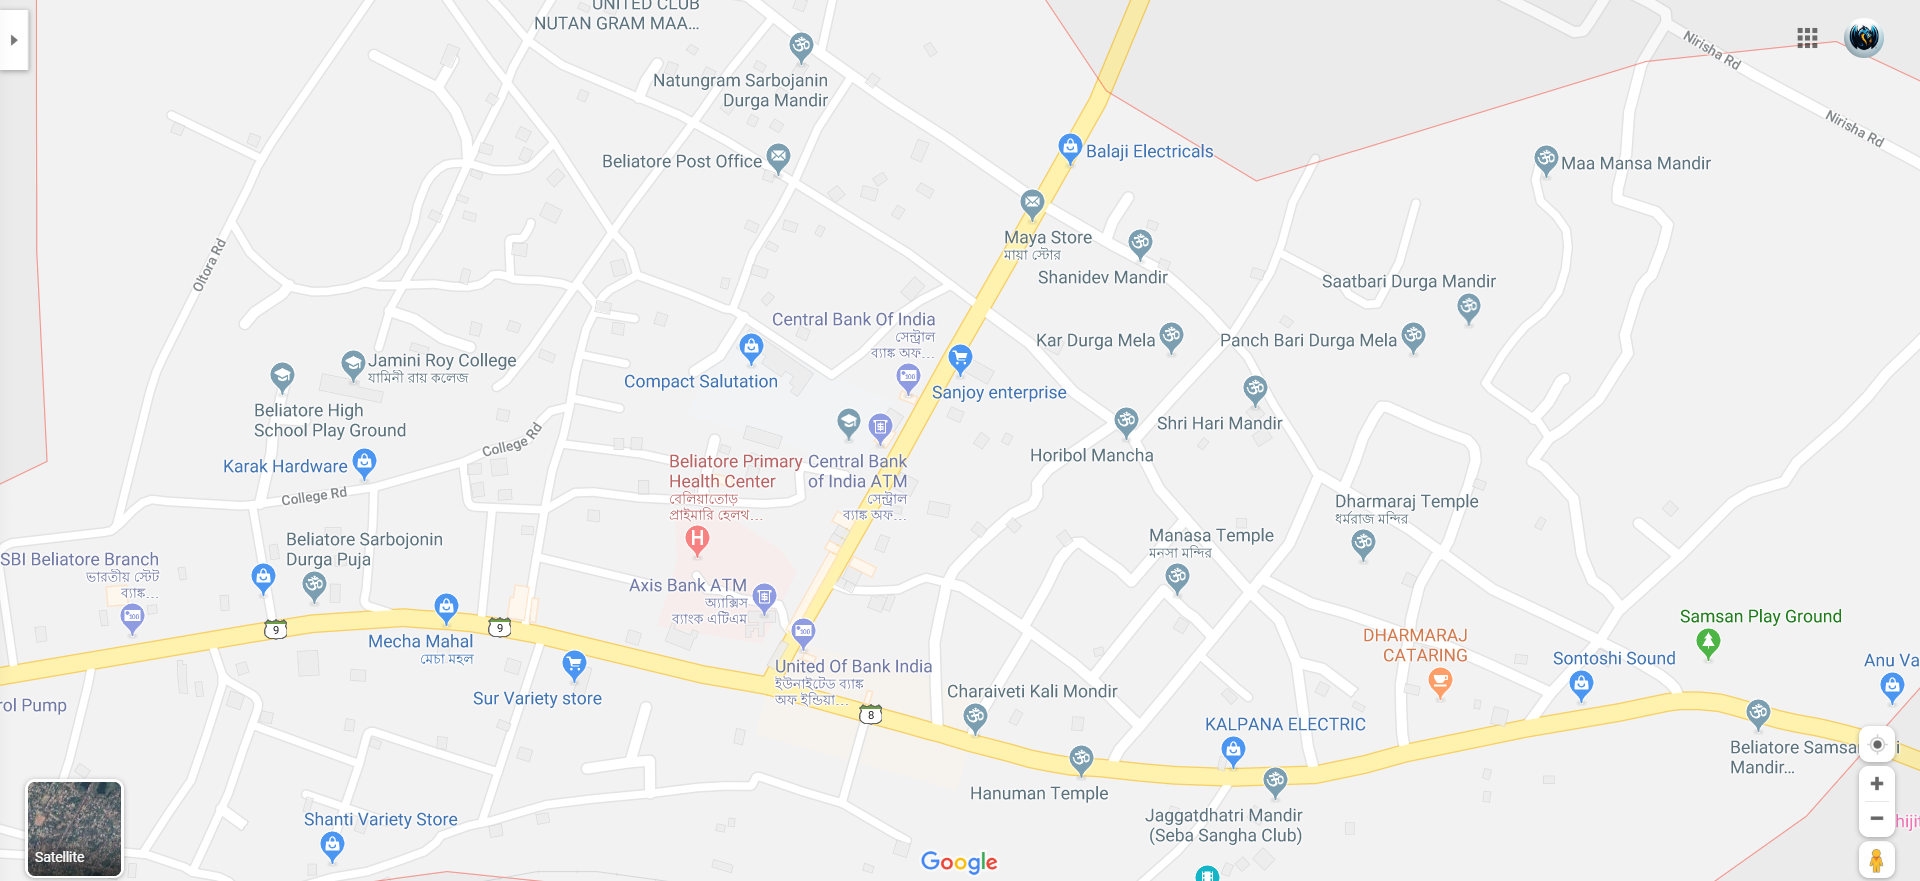 UNITED CLUB
NUTAN GRAM MAA...
Natungram Sarbojanin
Durga Mandir
Nirisha Rd
Nirisha Rd
Balaji Electricals
Beliatore Post Office
Maa Mansa Mandir
Maya Store
মায়া স্টোর
Shanidev Mandir
Oltora Rd
Saatbari Durga Mandir
Central Bank Of India
সেন্ট্রাল
ব্যাঙ্ক অফ...
Kar Durga Mela
Panch Bari Durga Mela
Jamini Roy College
যামিনী রায় কলেজ
Compact Salutation
Sanjoy enterprise
Beliatore High
School Play Ground
Shri Hari Mandir
College Rd
Horibol Mancha
Karak Hardware
Beliatore Primary
Health Center
বেলিয়াতোড়
প্রাইমারি হেলথ...
Central Bank
of India ATM
সেন্ট্রাল
ব্যাঙ্ক অফ...
College Rd
Dharmaraj Temple
ধর্মরাজ মন্দির
Beliatore Sarbojonin
Durga Puja
Manasa Temple
মনসা মন্দির
SBI Beliatore Branch
ভারতীয় স্টেট
ব্যাঙ্ক...
Axis Bank ATM
অ্যাক্সিস
ব্যাংক এটিএম
9
9
Samsan Play Ground
Mecha Mahal
মেচা মহল
DHARMARAJ
CATARING
Sontoshi Sound
Anu Va
United Of Bank India
ইউনাইটেড ব্যাঙ্ক
অফ ইন্ডিয়া...
Sur Variety store
rol Pump
Charaiveti Kali Mondir
8
KALPANA ELECTRIC
Beliatore Samsa
i
Mandir...
Hanuman Temple
Jaggatdhatri Mandir
(Seba Sangha Club)
Shanti Variety Store
hijit
Satellite
Google